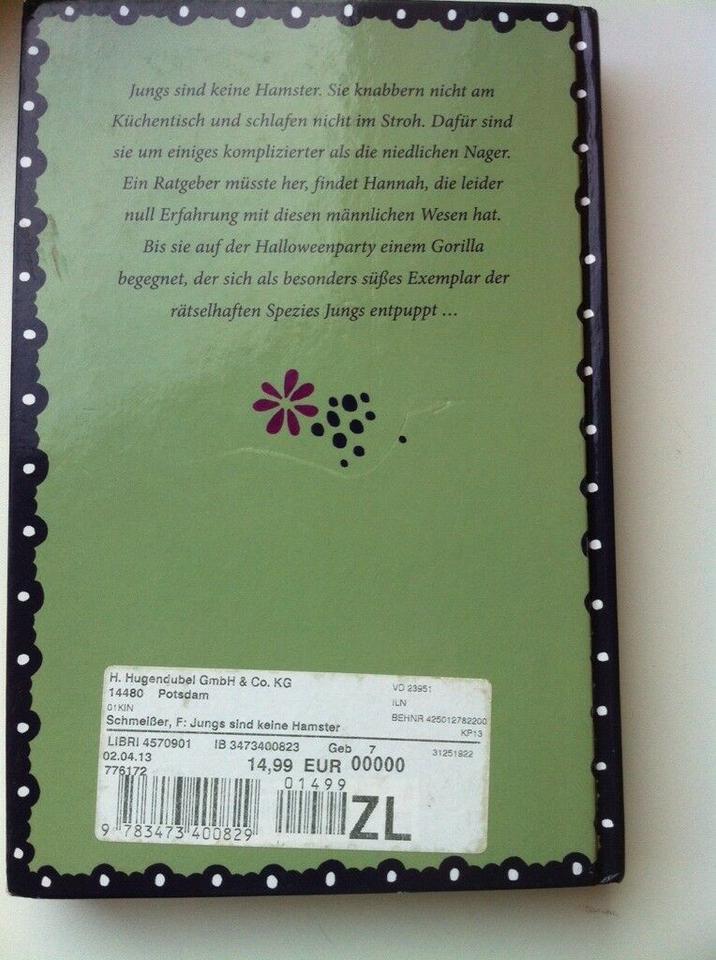 Jungs sind keine Hamster. Sie knabbern nicht am
Küchentisch und schlafen nicht im Stroh. Dafür sind
sie um einiges komplizierter als die niedlichen Nager.
Ein Ratgeber müsste her, findet Hannah, die leider
null Erfahrung mit diesen männlichen Wesen hat.
Bis sie auf der Halloweenparty einem Gorilla
begegnet, der sich als besonders süßes Exemplar der
rätselhaften Spezies Jungs entpuppt ...
H. Hugendubel GmbH & Co. KG
14480 Potsdam VD 23951
01KIN ILN
BEHNR 425012782200
Schmeißer, F: Jungs sind keine Hamster KP13
LIBRI 4570901 IB 3473400823 Geb 7 31251822
02.04.13 14,99 EUR 00000
776172 01499
9 783473 400829 ZL